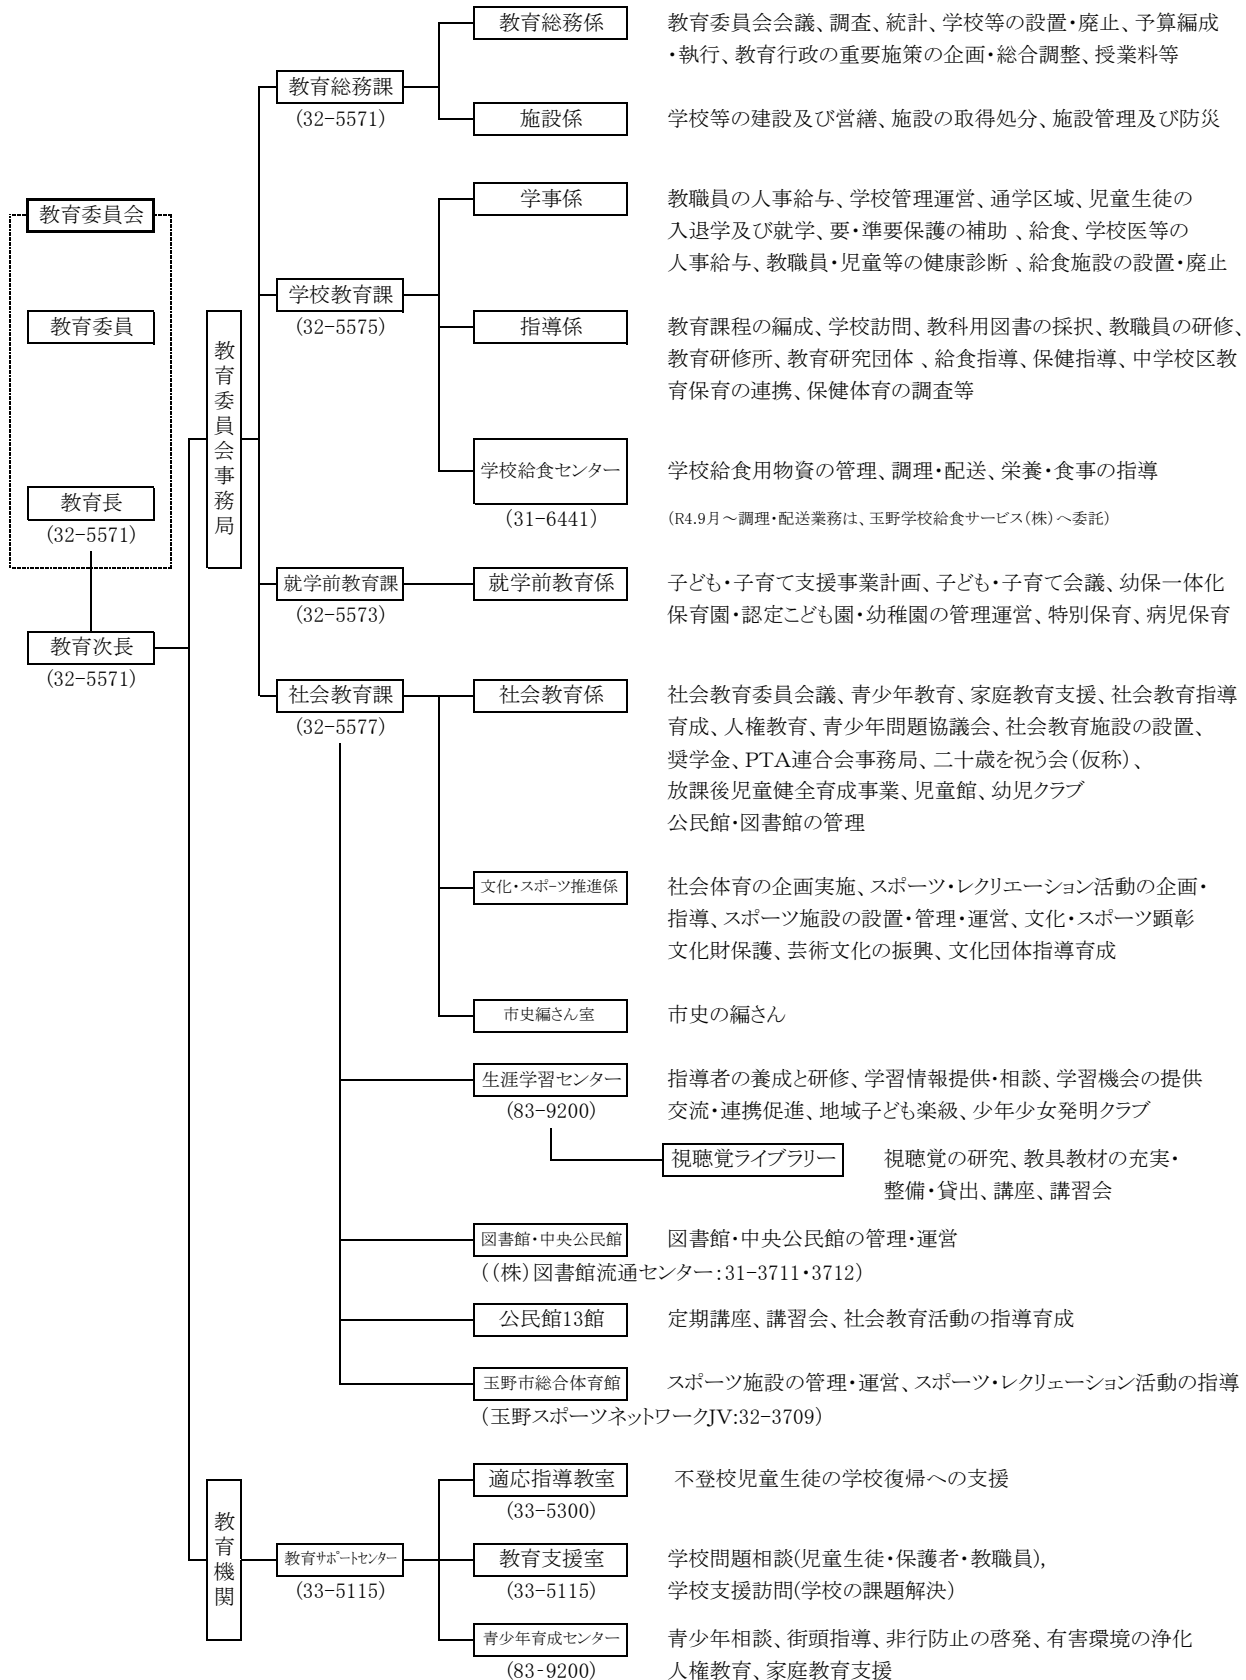 教育総務係
教育委員会会議、調査、統計、学校等の設置・廃止、予算編成
・執行、教育行政の重要施策の企画・総合調整、授業料等
教育総務課
(32-5571)
施設係
学校等の建設及び営繕、施設の取得処分、施設管理及び防災
教育委員会
教育委員
教育長
(32-5571)
教育次長
(32-5571)
教育委員会事務局
学校教育課
(32-5575)
学事係
教職員の人事給与、学校管理運営、通学区域、児童生徒の
入退学及び就学、要・準要保護の補助 、給食、学校医等の
人事給与、教職員・児童等の健康診断 、給食施設の設置・廃止
指導係
教育課程の編成、学校訪問、教科用図書の採択、教職員の研修、
教育研修所、教育研究団体 、給食指導、保健指導、中学校区教
育保育の連携、保健体育の調査等
学校給食センター
(31-6441)
学校給食用物資の管理、調理・配送、栄養・食事の指導
(R4.9月～調理・配送業務は、玉野学校給食サービス(株)へ委託)
就学前教育課
(32-5573)
就学前教育係
子ども・子育て支援事業計画、子ども・子育て会議、幼保一体化
保育園・認定こども園・幼稚園の管理運営、特別保育、病児保育
社会教育課
(32-5577)
社会教育係
社会教育委員会議、青少年教育、家庭教育支援、社会教育指導
育成、人権教育、青少年問題協議会、社会教育施設の設置、
奨学金、PTA連合会事務局、二十歳を祝う会(仮称)、
放課後児童健全育成事業、児童館、幼児クラブ
公民館・図書館の管理
文化・スポーツ推進係
社会体育の企画実施、スポーツ・レクリエーション活動の企画・
指導、スポーツ施設の設置・管理・運営、文化・スポーツ顕彰
文化財保護、芸術文化の振興、文化団体指導育成
市史編さん室
市史の編さん
生涯学習センター
(83-9200)
指導者の養成と研修、学習情報提供・相談、学習機会の提供
交流・連携促進、地域子ども楽級、少年少女発明クラブ
視聴覚ライブラリー
視聴覚の研究、教具教材の充実・
整備・貸出、講座、講習会
図書館・中央公民館
図書館・中央公民館の管理・運営
((株)図書館流通センター:31-3711・3712)
公民館13館
定期講座、講習会、社会教育活動の指導育成
玉野市総合体育館
スポーツ施設の管理・運営、スポーツ・レクリェーション活動の指導
(玉野スポーツネットワークJV:32-3709)
教育機関
教育サポートセンター
(33-5115)
適応指導教室
(33-5300)
不登校児童生徒の学校復帰への支援
教育支援室
(33-5115)
学校問題相談(児童生徒・保護者・教職員),
学校支援訪問(学校の課題解決)
青少年育成センター
(83-9200)
青少年相談、街頭指導、非行防止の啓発、有害環境の浄化
人権教育、家庭教育支援